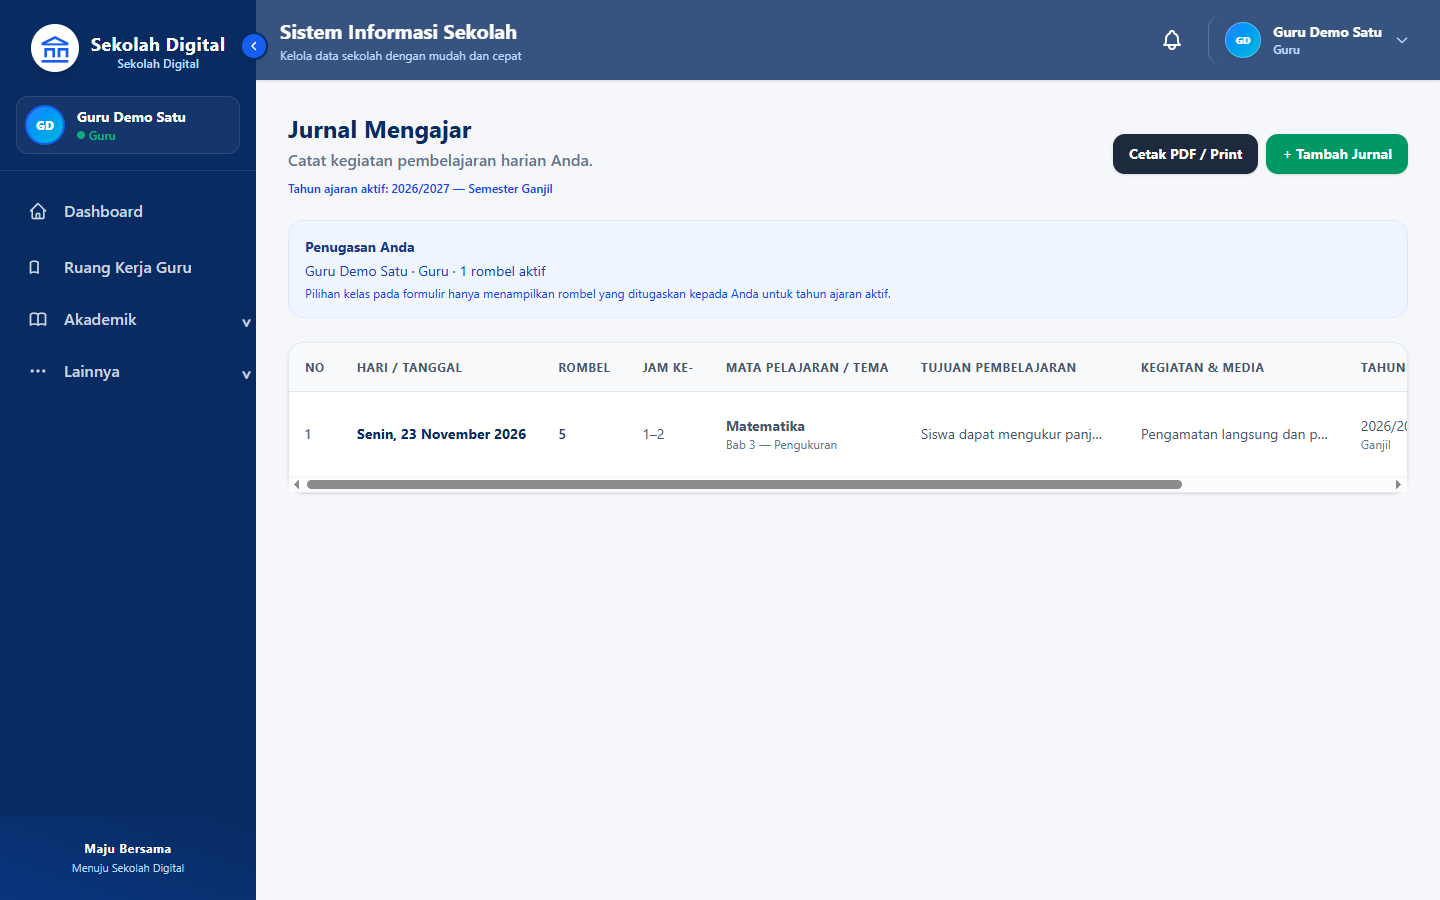 Sekolah Digital
Sekolah Digital
GD
Guru Demo Satu
Guru
Dashboard
Ruang Kerja Guru
Akademik
Lainnya
Maju Bersama
Menuju Sekolah Digital
Sistem Informasi Sekolah
Kelola data sekolah dengan mudah dan cepat
GD
Guru Demo Satu
Guru
Jurnal Mengajar
Catat kegiatan pembelajaran harian Anda.
Tahun ajaran aktif: 2026/2027 — Semester Ganjil
Cetak PDF / Print
+ Tambah Jurnal
Penugasan Anda
Guru Demo Satu · Guru · 1 rombel aktif
Pilihan kelas pada formulir hanya menampilkan rombel yang ditugaskan kepada Anda untuk tahun ajaran aktif.
NO HARI / TANGGAL ROMBEL JAM KE- MATA PELAJARAN / TEMA TUJUAN PEMBELAJARAN KEGIATAN & MEDIA TAHUN
1 Senin, 23 November 2026 5 1–2 Matematika Siswa dapat mengukur panj... Pengamatan langsung dan p... 2026/20
Bab 3 — Pengukuran Ganjil